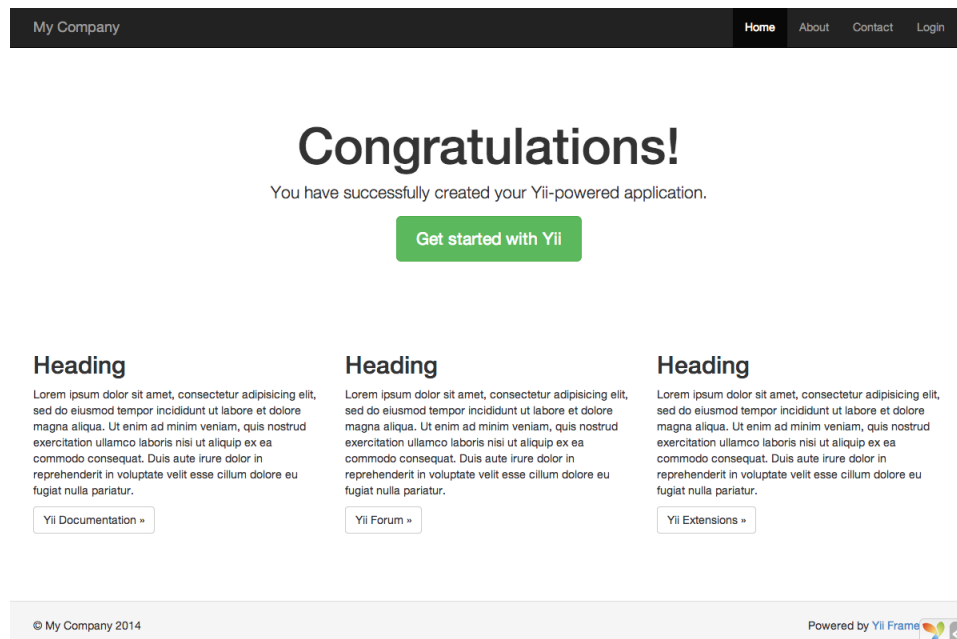 My Company Home About Contact Login
Congratulations!
You have successfully created your Yii-powered application.
Get started with Yii
Heading
Lorem ipsum dolor sit amet, consectetur adipisicing elit,
sed do eiusmod tempor incididunt ut labore et dolore
magna aliqua. Ut enim ad minim veniam, quis nostrud
exercitation ullamco laboris nisi ut aliquip ex ea
commodo consequat. Duis aute irure dolor in
reprehenderit in voluptate velit esse cillum dolore eu
fugiat nulla pariatur.
Yii Documentation »
Heading
Lorem ipsum dolor sit amet, consectetur adipisicing elit,
sed do eiusmod tempor incididunt ut labore et dolore
magna aliqua. Ut enim ad minim veniam, quis nostrud
exercitation ullamco laboris nisi ut aliquip ex ea
commodo consequat. Duis aute irure dolor in
reprehenderit in voluptate velit esse cillum dolore eu
fugiat nulla pariatur.
Yii Forum »
Heading
Lorem ipsum dolor sit amet, consectetur adipisicing elit,
sed do eiusmod tempor incididunt ut labore et dolore
magna aliqua. Ut enim ad minim veniam, quis nostrud
exercitation ullamco laboris nisi ut aliquip ex ea
commodo consequat. Duis aute irure dolor in
reprehenderit in voluptate velit esse cillum dolore eu
fugiat nulla pariatur.
Yii Extensions »
© My Company 2014 Powered by Yii Frame